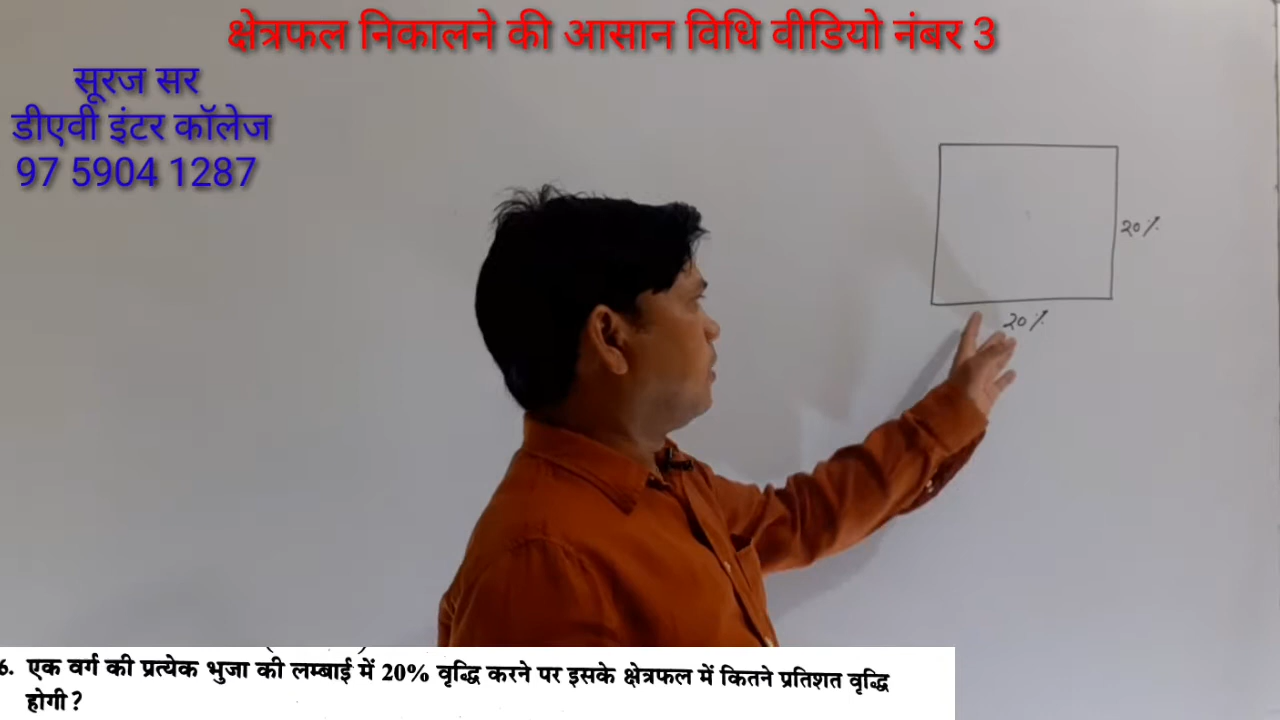 क्षेत्रफल निकालने की आसान विधि वीडियो नंबर 3
सूरज सर
डीएवी इंटर कॉलेज
97 5904 1287
20%
20%
6. एक वर्ग की प्रत्येक भुजा की लम्बाई में 20% वृद्धि करने पर इसके क्षेत्रफल में कितने प्रतिशत वृद्धि
होगी ?